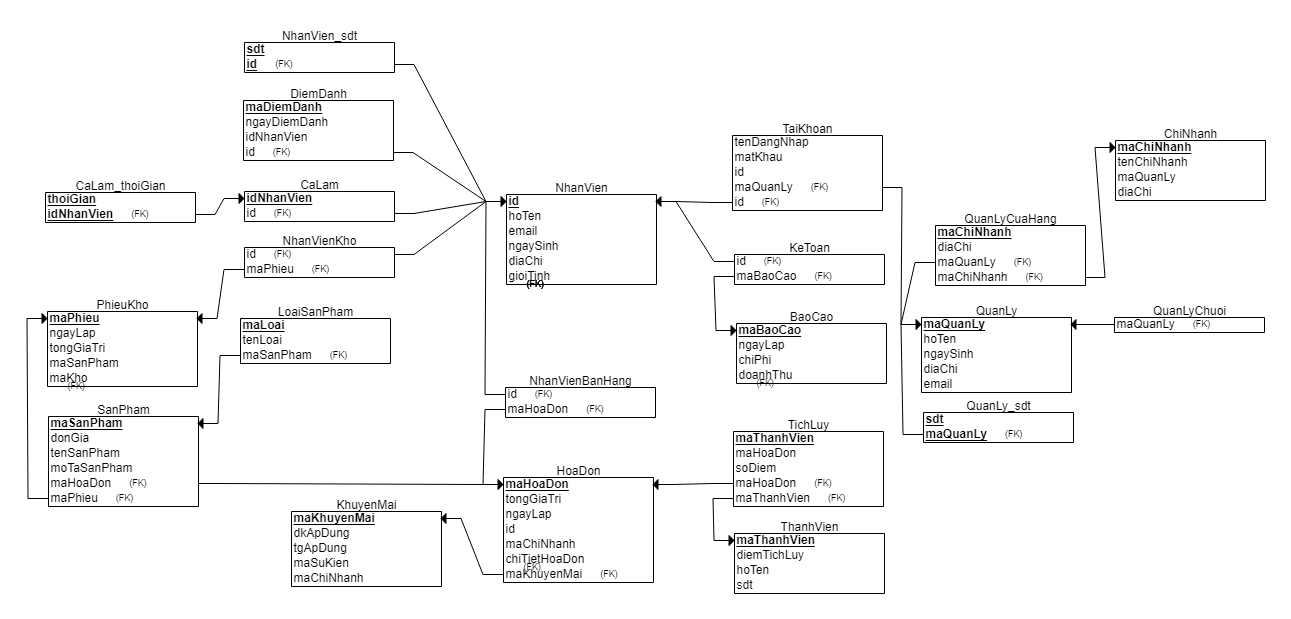 NhanVien_sdt
sdt
id (FK)
DiemDanh
maDiemDanh
ngayDiemDanh
idNhanVien
id (FK)
CaLam_thoiGian
thoiGian
idNhanVien (FK)
CaLam
idNhanVien
id (FK)
NhanVienKho
id (FK)
maPhieu (FK)
NhanVien
id
hoTen
email
ngaySinh
diaChi
gioiTinh
(FK)
TaiKhoan
tenDangNhap
matKhau
id
maQuanLy (FK)
id (FK)
ChiNhanh
maChiNhanh
tenChiNhanh
maQuanLy
diaChi
QuanLyCuaHang
maChiNhanh
diaChi
maQuanLy (FK)
maChiNhanh (FK)
KeToan
id (FK)
maBaoCao (FK)
PhieuKho
maPhieu
ngayLap
tongGiaTri
maSanPham
maKho
(FK)
LoaiSanPham
maLoai
tenLoai
maSanPham (FK)
BaoCao
maBaoCao
ngayLap
chiPhi
doanhThu
(FK)
QuanLy
maQuanLy
hoTen
ngaySinh
diaChi
email
QuanLyChuoi
maQuanLy (FK)
NhanVienBanHang
id (FK)
maHoaDon (FK)
QuanLy_sdt
sdt
maQuanLy (FK)
SanPham
maSanPham
donGia
tenSanPham
moTaSanPham
maHoaDon (FK)
maPhieu (FK)
TichLuy
maThanhVien
maHoaDon
soDiem
maHoaDon (FK)
maThanhVien (FK)
HoaDon
maHoaDon
tongGiaTri
ngayLap
id
maChiNhanh
chiTietHoaDon
(FK)
maKhuyenMai (FK)
KhuyenMai
maKhuyenMai
dkApDung
tgApDung
maSuKien
maChiNhanh
ThanhVien
maThanhVien
diemTichLuy
hoTen
sdt